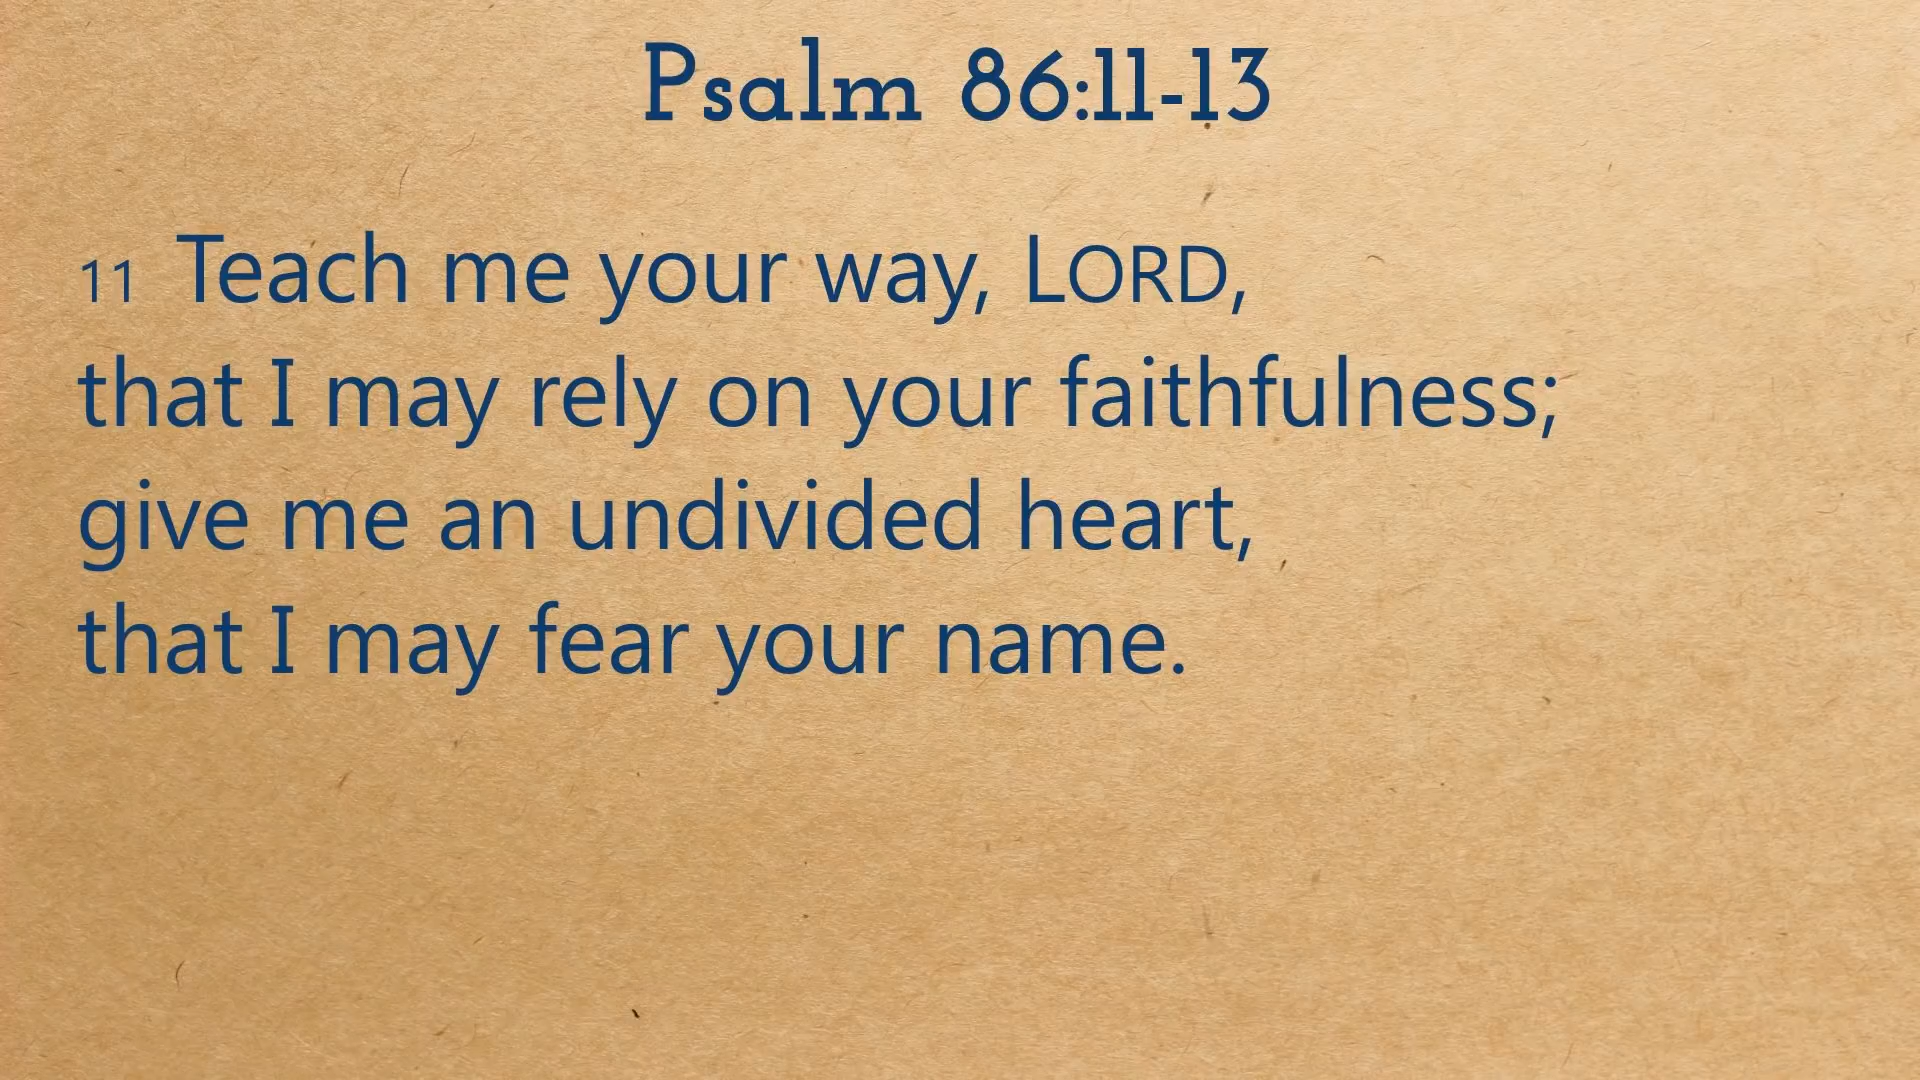 Psalm 86:11-13
11 Teach me your way, LORD,
that I may rely on your faithfulness;
give me an undivided heart,
that I may fear your name.